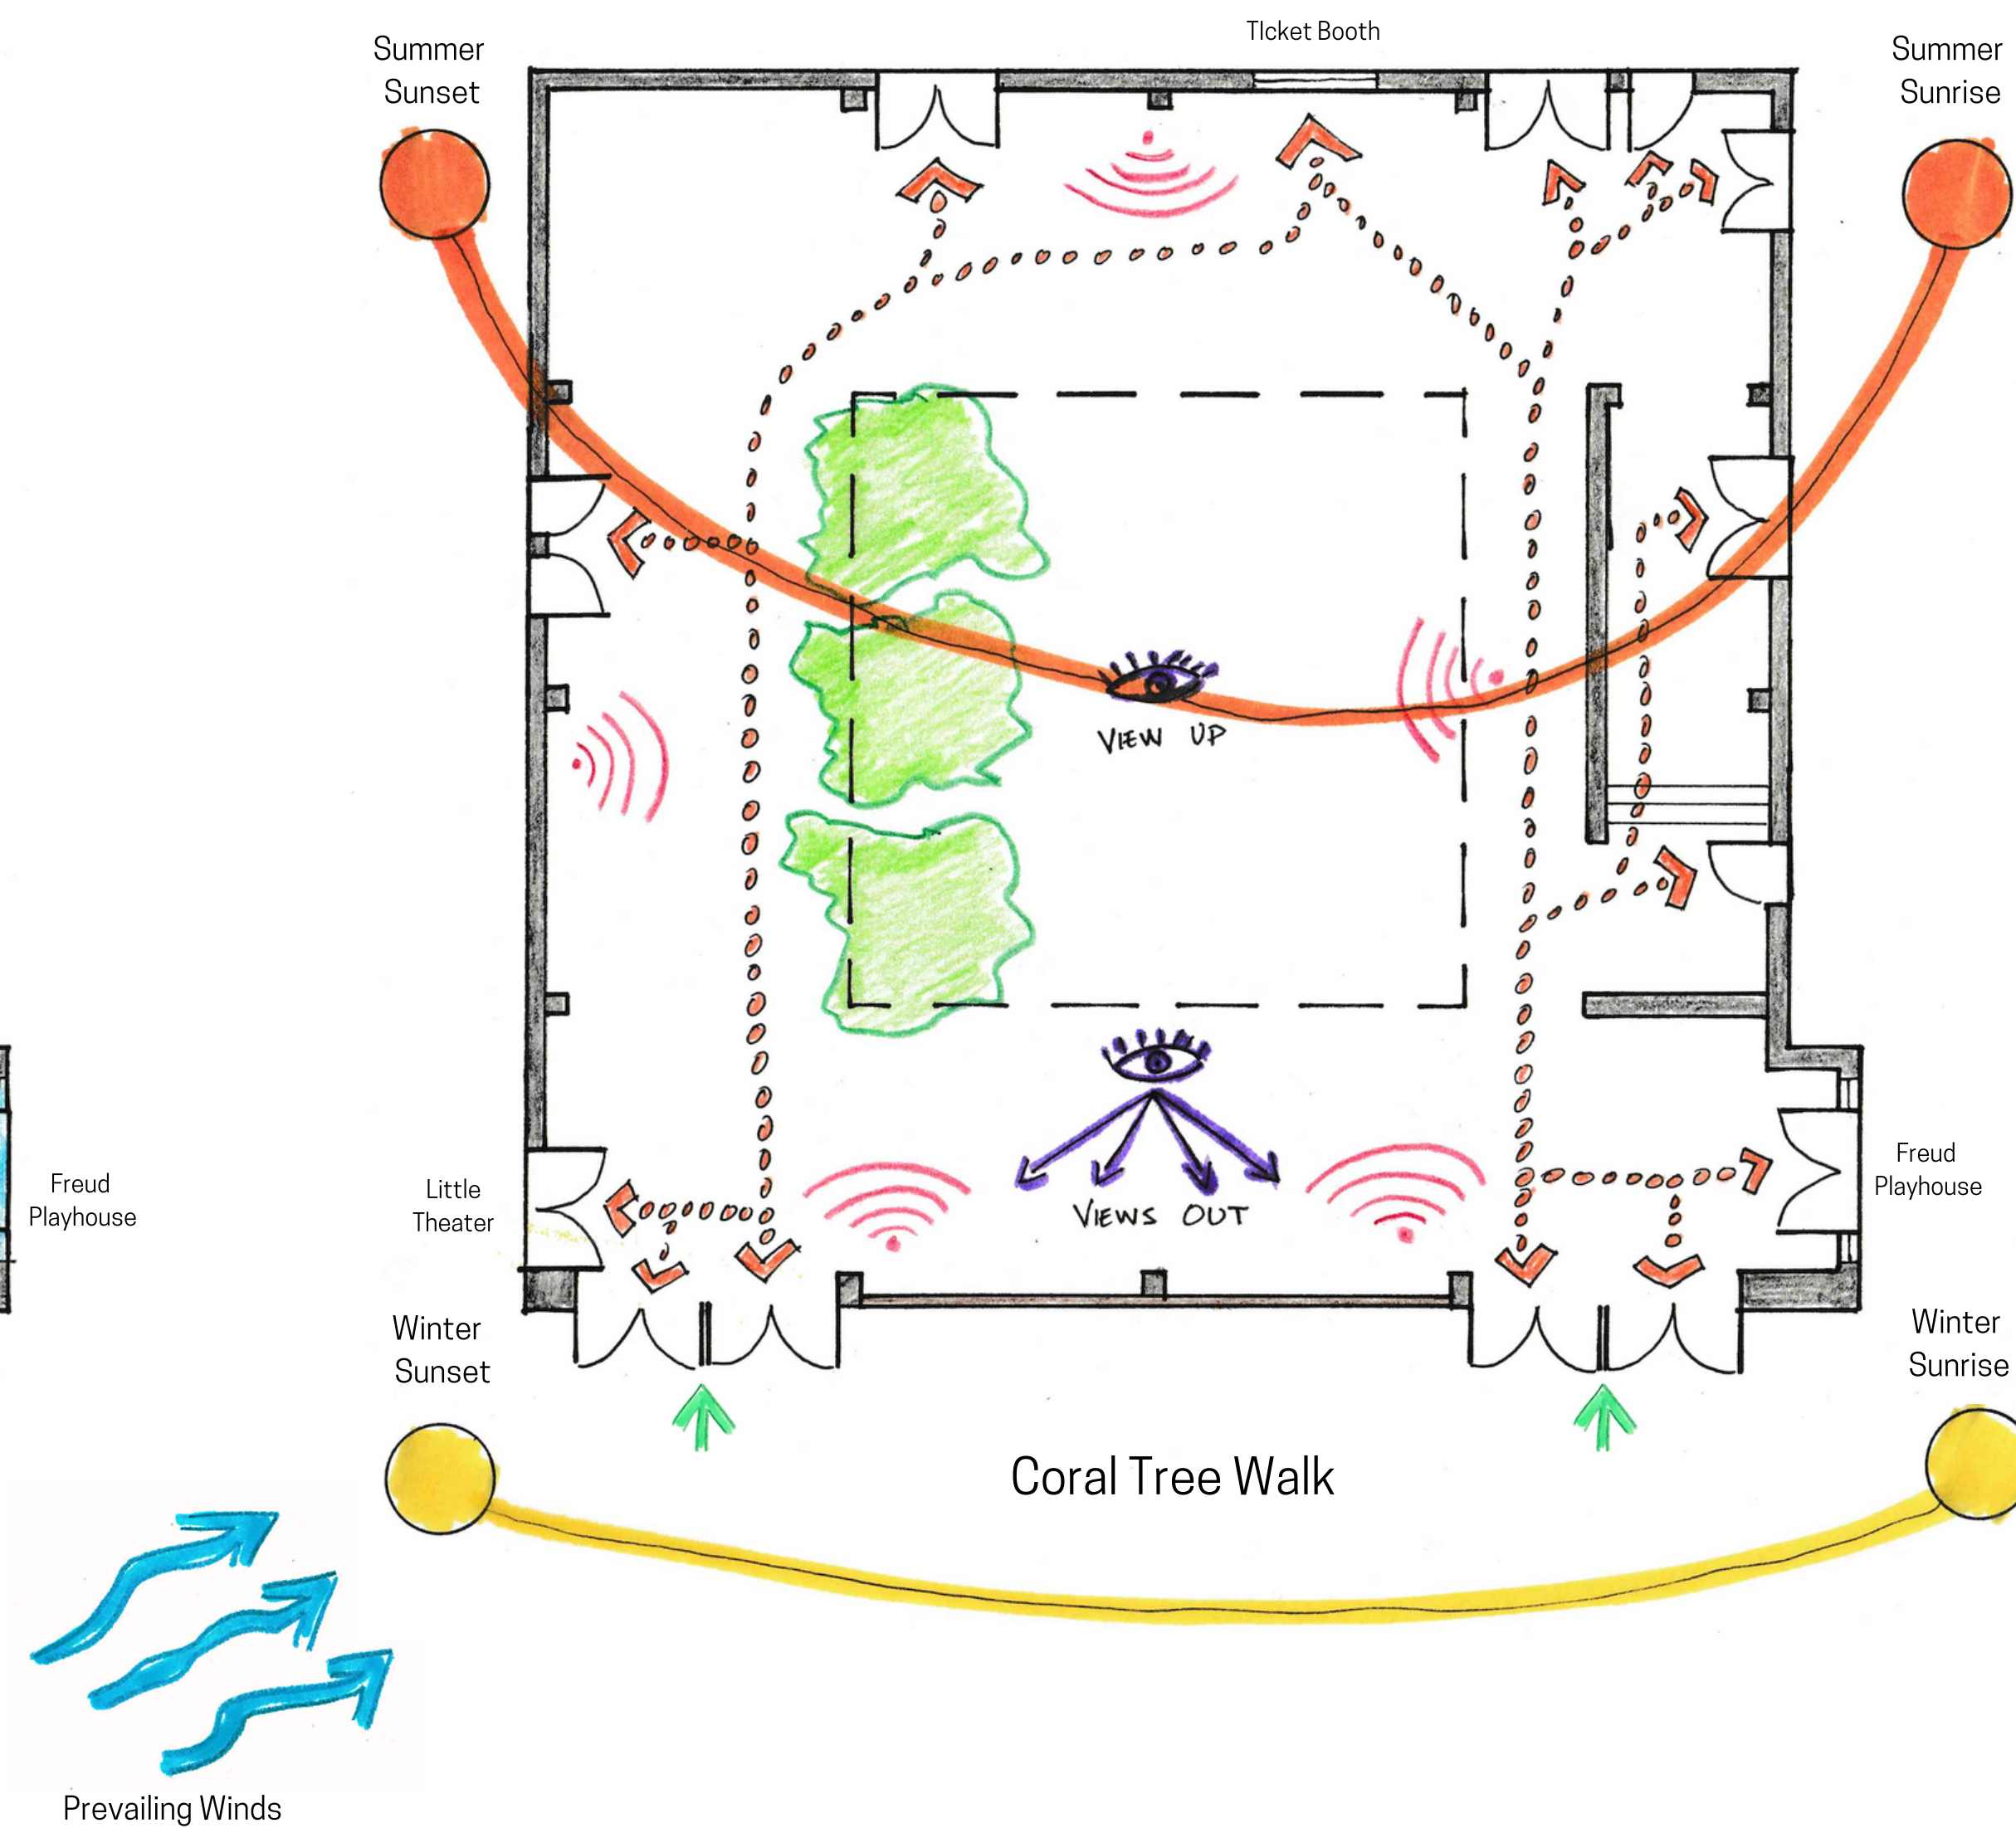 TIcket Booth
Summer
Sunset
Summer
Sunrise
VIEW UP
Freud
Playhouse
Little
Theater
VIEWS OUT
Freud
Playhouse
Winter
Sunset
Winter
Sunrise
Coral Tree Walk
Prevailing Winds